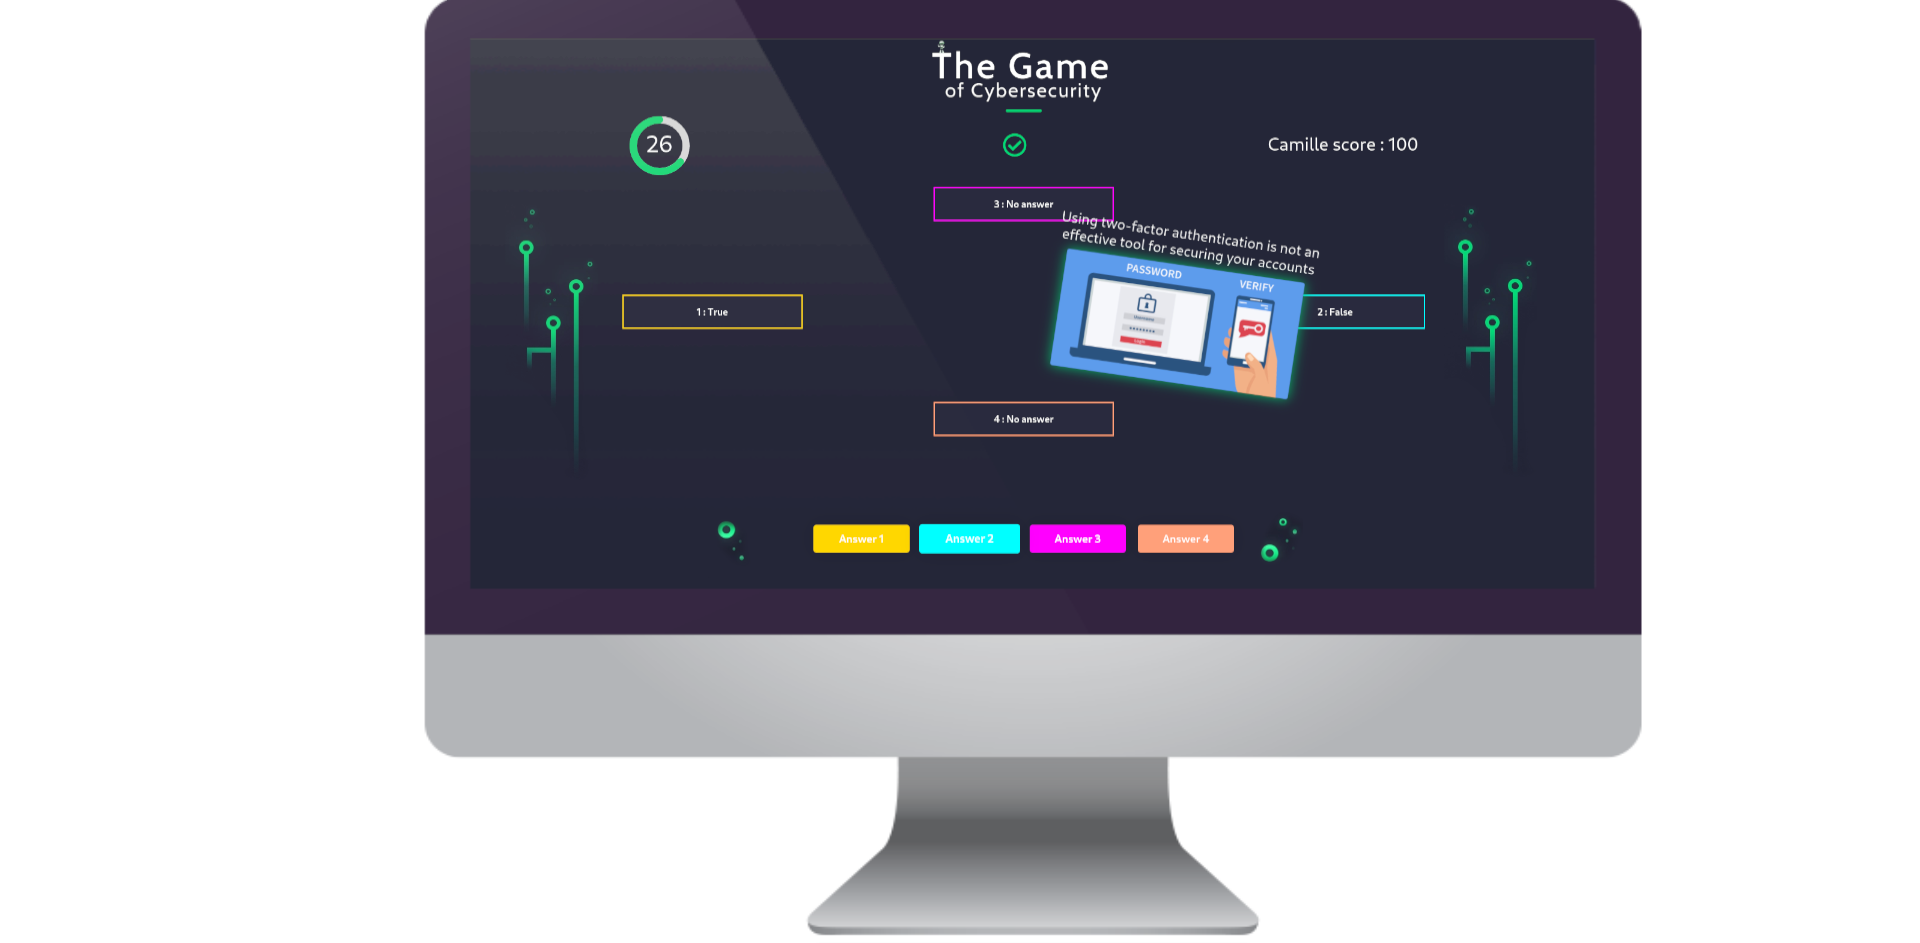 The Game
of Cybersecurity
26
Camille score : 100
3 : No answer
Using two-factor authentication is not an
effective tool for securing your accounts
PASSWORD
VERIFY
Username
Login
1 : True
2 : False
4 : No answer
Answer 1
Answer 2
Answer 3
Answer 4